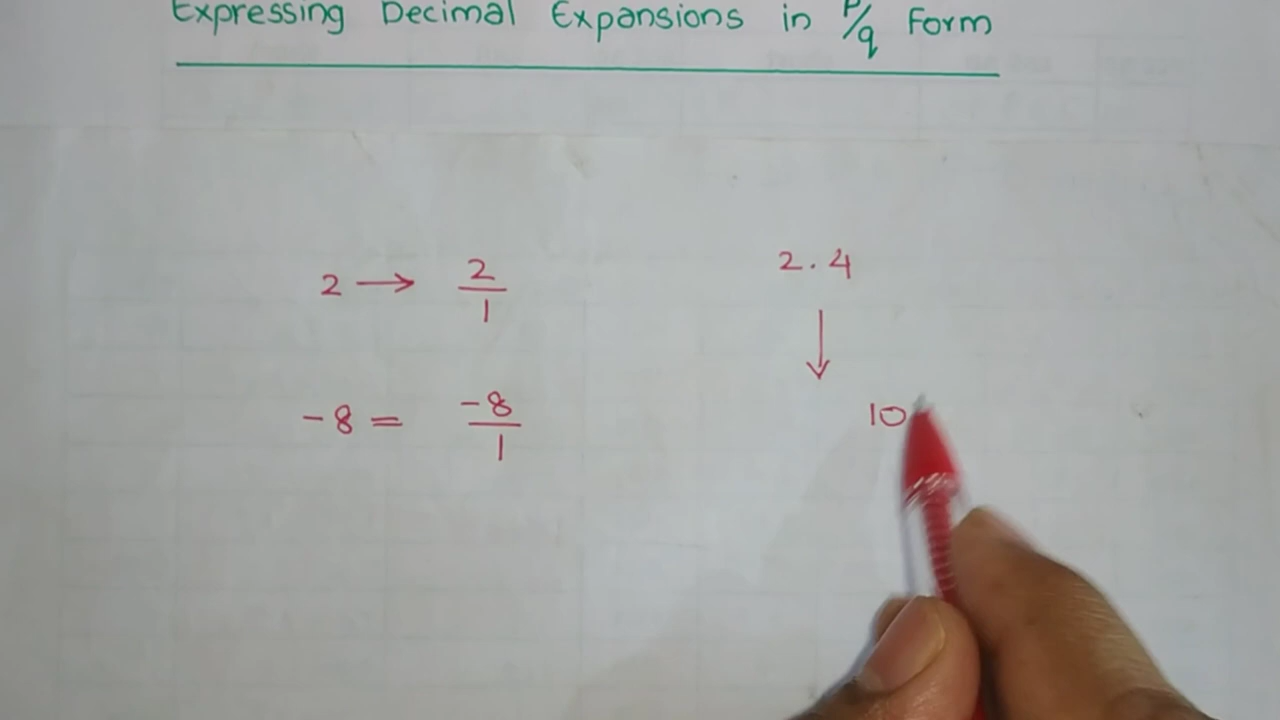 Expressing Decimal Expansions in P/q Form
2 → 2/1
2.4
↓
-8 = -8/1
10